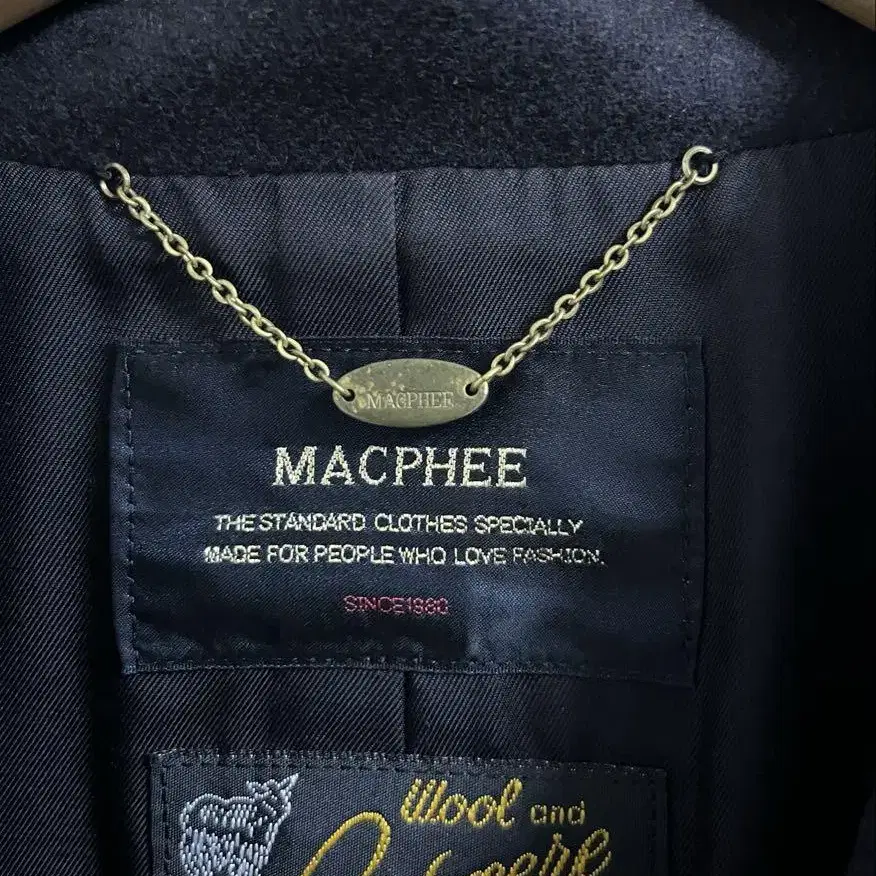 MACPHEE
MACPHEE
THE STANDARD CLOTHES SPECIALLY
MADE FOR PEOPLE WHO LOVE FASHION.
SINCE1980
Wool and